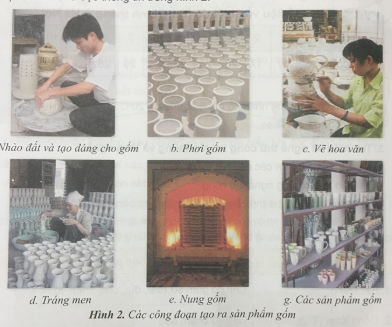 Nhào đất và tạo dáng cho gốm
b. Phơi gốm
c. Vẽ hoa văn
d. Tráng men
e. Nung gốm
g. Các sản phẩm gốm
Hình 2. Các công đoạn tạo ra sản phẩm gốm